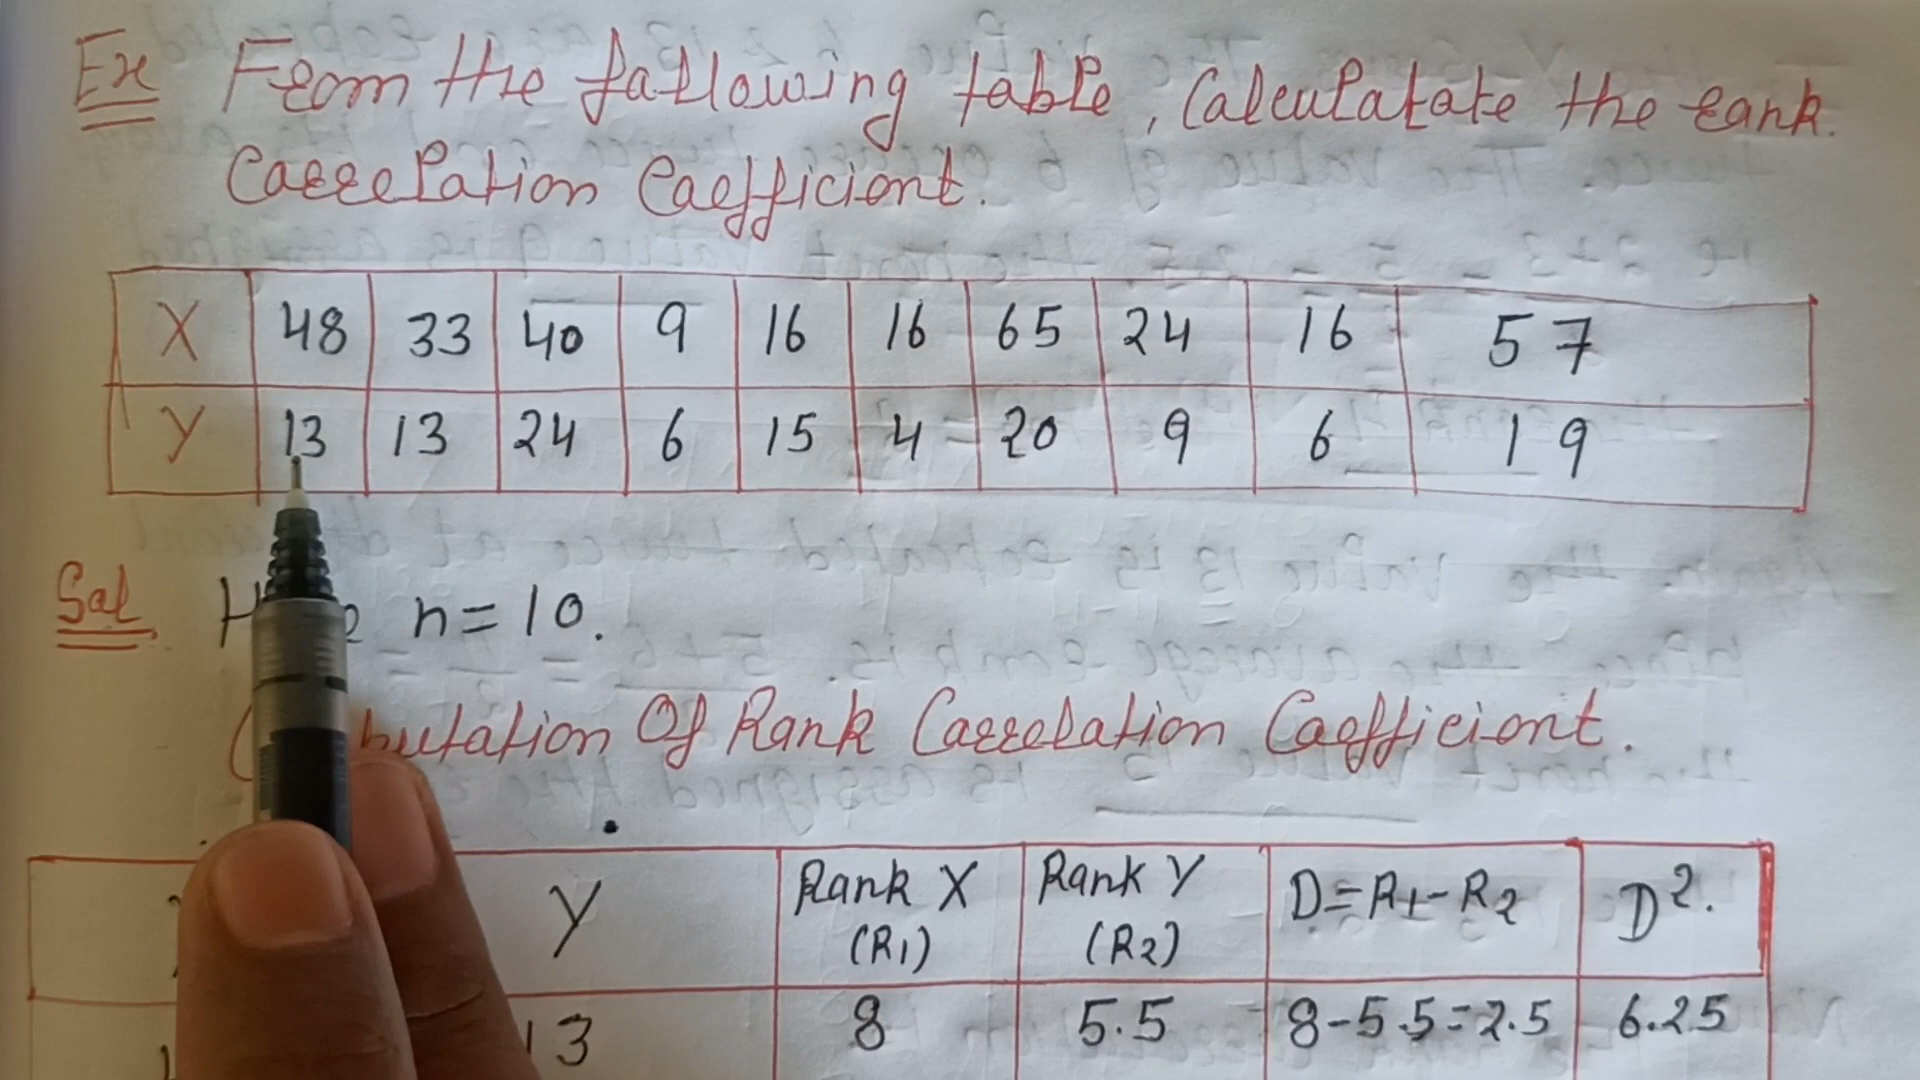 Ex From the following table, Calculatate the rank.
Correlation Coefficient.
X 48 33 40 9 16 16 65 24 16 57
Y 13 13 24 6 15 4 20 9 6 19
Sol. n=10.
Of Rank Correlation Coefficient.
Y Rank X (R1) Rank Y (R2) D=R1-R2 D2.
13 8 5.5 8-5.5=2.5 6.25